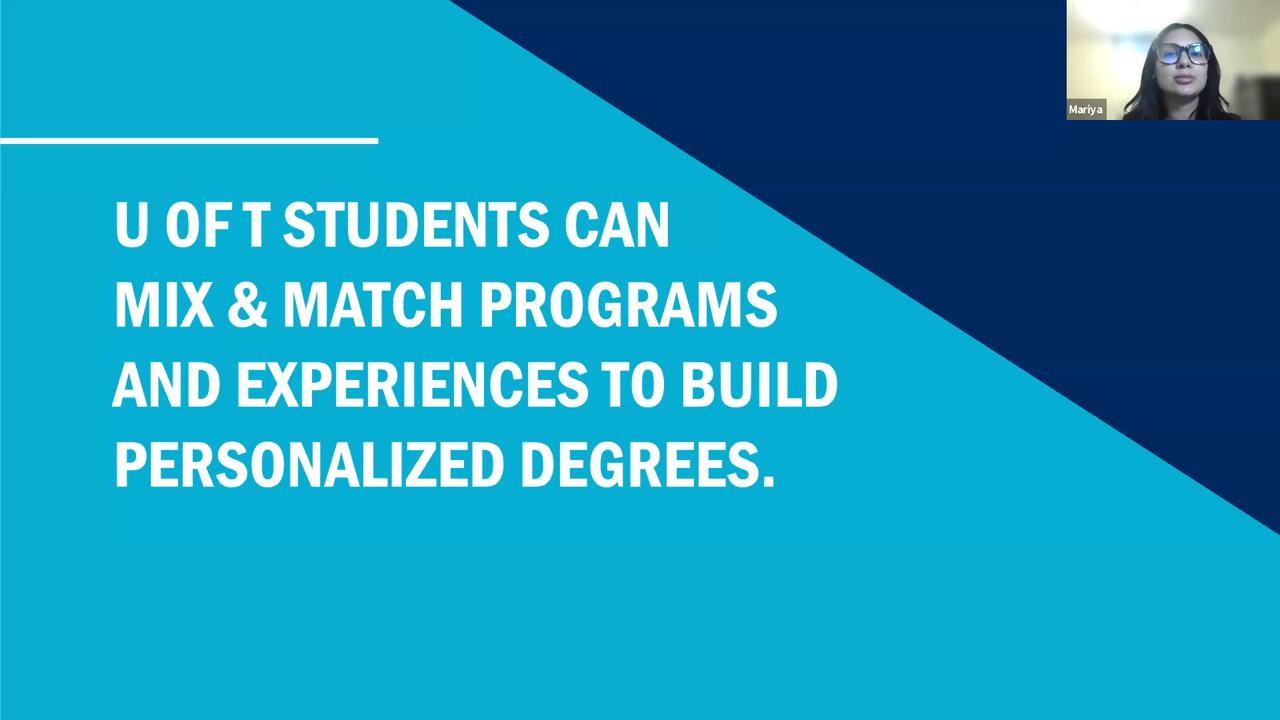 Mariya
U OF T STUDENTS CAN
MIX & MATCH PROGRAMS
AND EXPERIENCES TO BUILD
PERSONALIZED DEGREES.